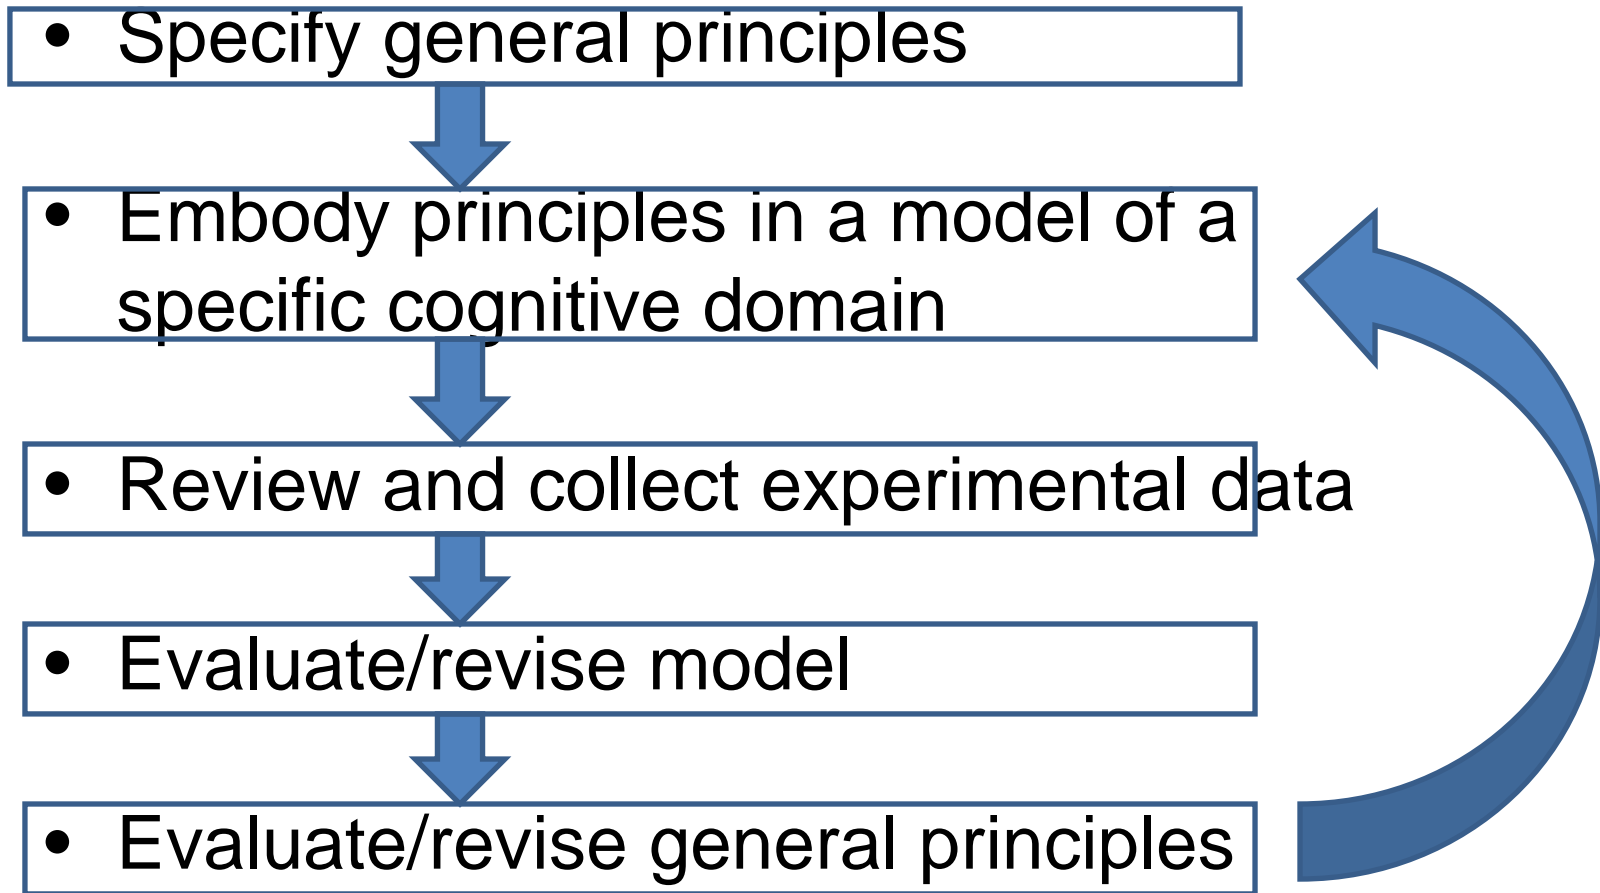 • Specify general principles
• Embody principles in a model of a
specific cognitive domain
• Review and collect experimental data
• Evaluate/revise model
• Evaluate/revise general principles